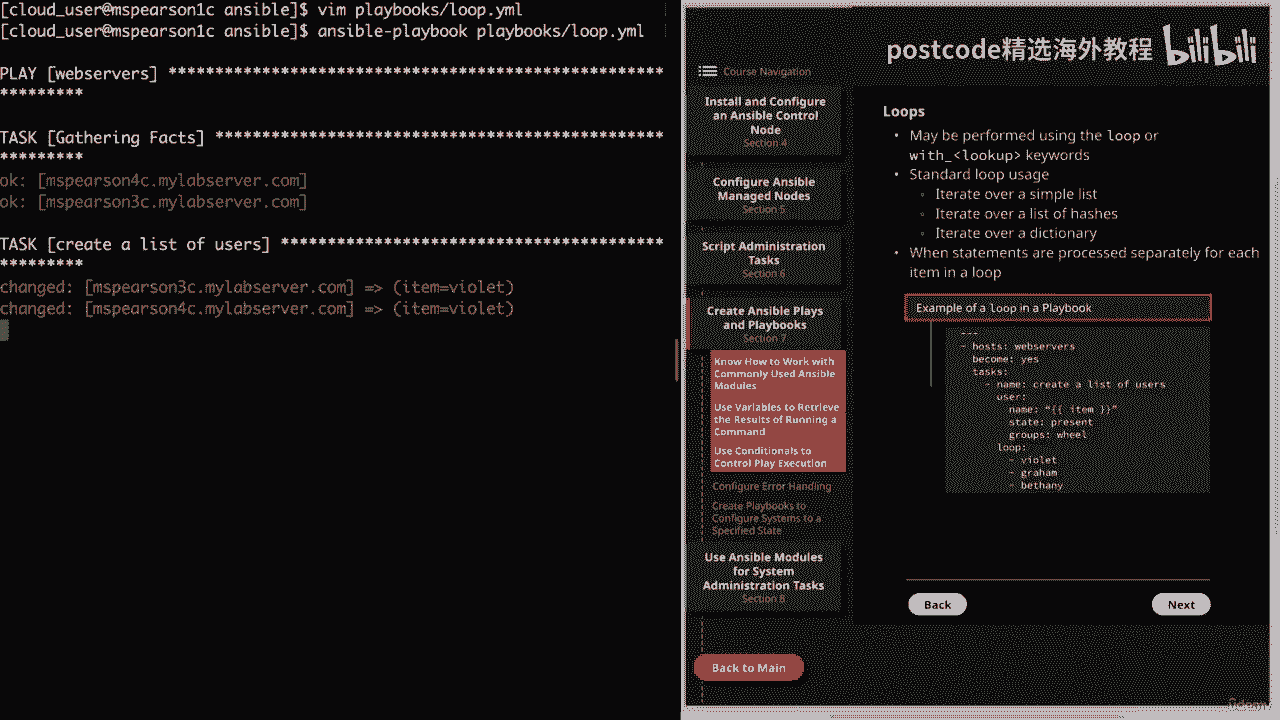 [cloud_user@mspearson1c ansible]$ vim playbooks/loop.yml
[cloud_user@mspearson1c ansible]$ ansible-playbook playbooks/loop.yml
PLAY [webservers] *****************************************************
*********
TASK [Gathering Facts] ************************************************
*********
ok: [mspearson4c.mylabserver.com]
ok: [mspearson3c.mylabserver.com]
TASK [create a list of users] *****************************************
*********
changed: [mspearson3c.mylabserver.com] => (item=violet)
changed: [mspearson4c.mylabserver.com] => (item=violet)
postcode精选海外教程 bilibili
Course Navigation
Install and Configure
an Ansible Control
Node
Section 4
Configure Ansible
Managed Nodes
Section 5
Script Administration
Tasks
Section 6
Create Ansible Plays
and Playbooks
Section 7
Know How to Work with
Commonly Used Ansible
Modules
Use Variables to Retrieve
the Results of Running a
Command
Use Conditionals to
Control Play Execution
Configure Error Handling
Create Playbooks to
Configure Systems to a
Specified State
Use Ansible Modules
for System
Administration Tasks
Section 8
Back to Main
Loops
• May be performed using the loop or
with_<lookup> keywords
• Standard loop usage
◦ Iterate over a simple list
◦ Iterate over a list of hashes
◦ Iterate over a dictionary
• When statements are processed separately for each
item in a loop
Example of a loop in a Playbook
---
- hosts: webservers
become: yes
tasks:
- name: create a list of users
user:
name: "{{ item }}"
state: present
groups: wheel
loop:
- violet
- graham
- bethany
Back
Next
Udemy